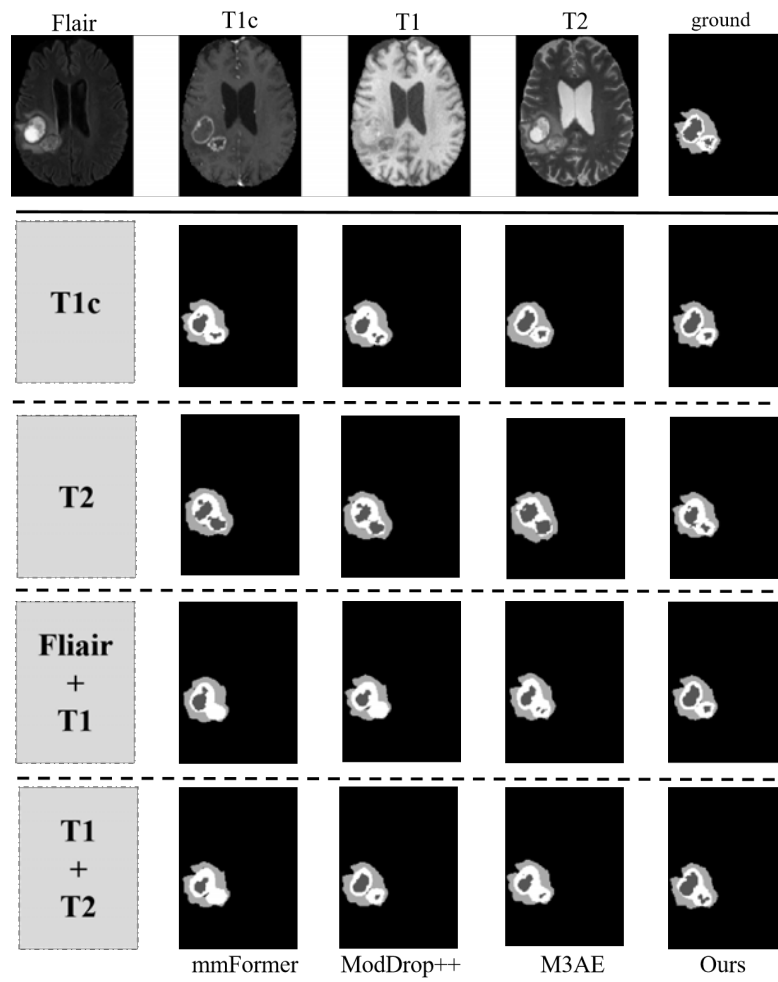 Flair T1c T1 T2 ground
T1c
T2
Fliair
+
T1
T1
+
T2
mmFormer ModDrop++ M3AE Ours